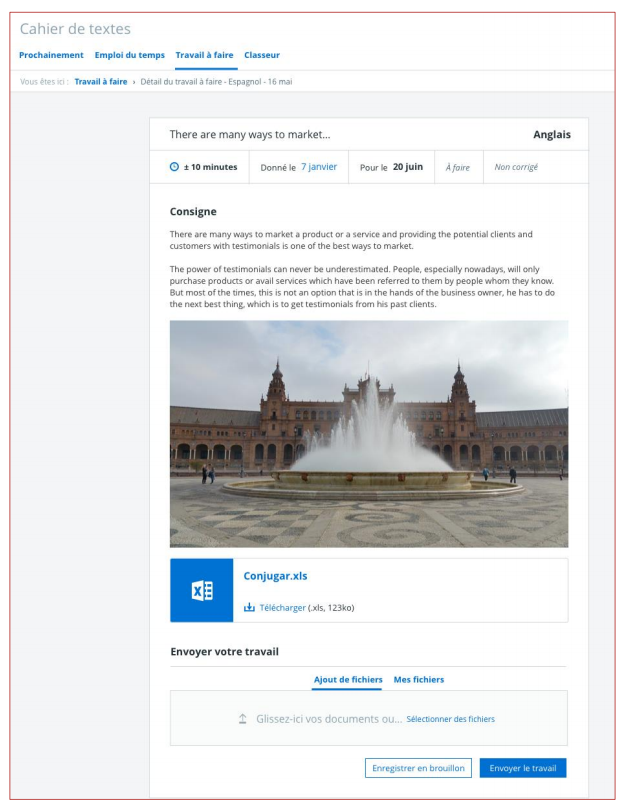 Cahier de textes
Prochainement Emploi du temps Travail à faire Classeur
Vous êtes ici : Travail à faire › Détail du travail à faire - Espagnol - 16 mai
There are many ways to market... Anglais
± 10 minutes Donné le 7 janvier Pour le 20 juin À faire Non corrigé
Consigne
There are many ways to market a product or a service and providing the potential clients and
customers with testimonials is one of the best ways to market.
The power of testimonials can never be underestimated. People, especially nowadays, will only
purchase products or avail services which have been referred to them by people whom they know.
But most of the times, this is not an option that is in the hands of the business owner, he has to do
the next best thing, which is to get testimonials from his past clients.
Conjugar.xls
Télécharger (.xls, 123ko)
Envoyer votre travail
Ajout de fichiers Mes fichiers
Glissez-ici vos documents ou... Sélectionner des fichiers
Enregistrer en brouillon Envoyer le travail